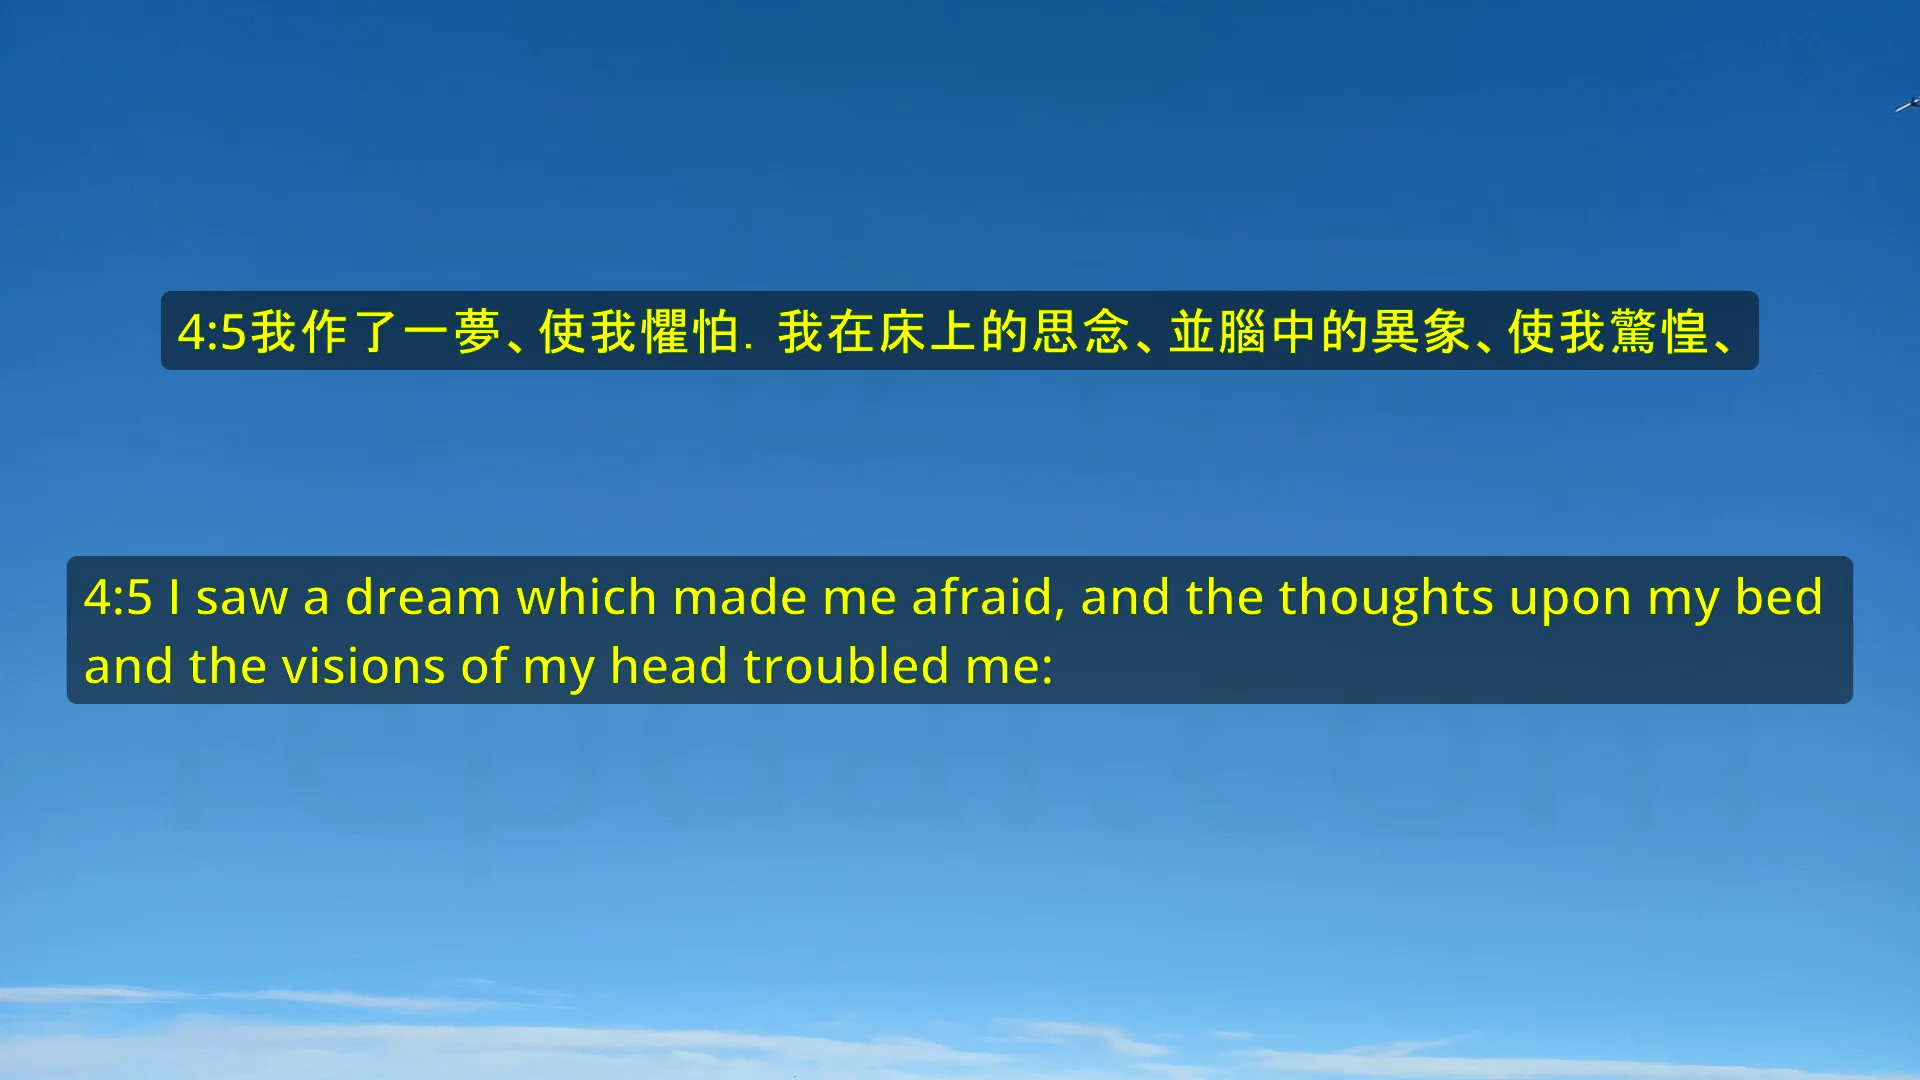 4:5我作了一夢、使我懼怕. 我在床上的思念、並腦中的異象、使我驚惶、
4:5 I saw a dream which made me afraid, and the thoughts upon my bed
and the visions of my head troubled me: